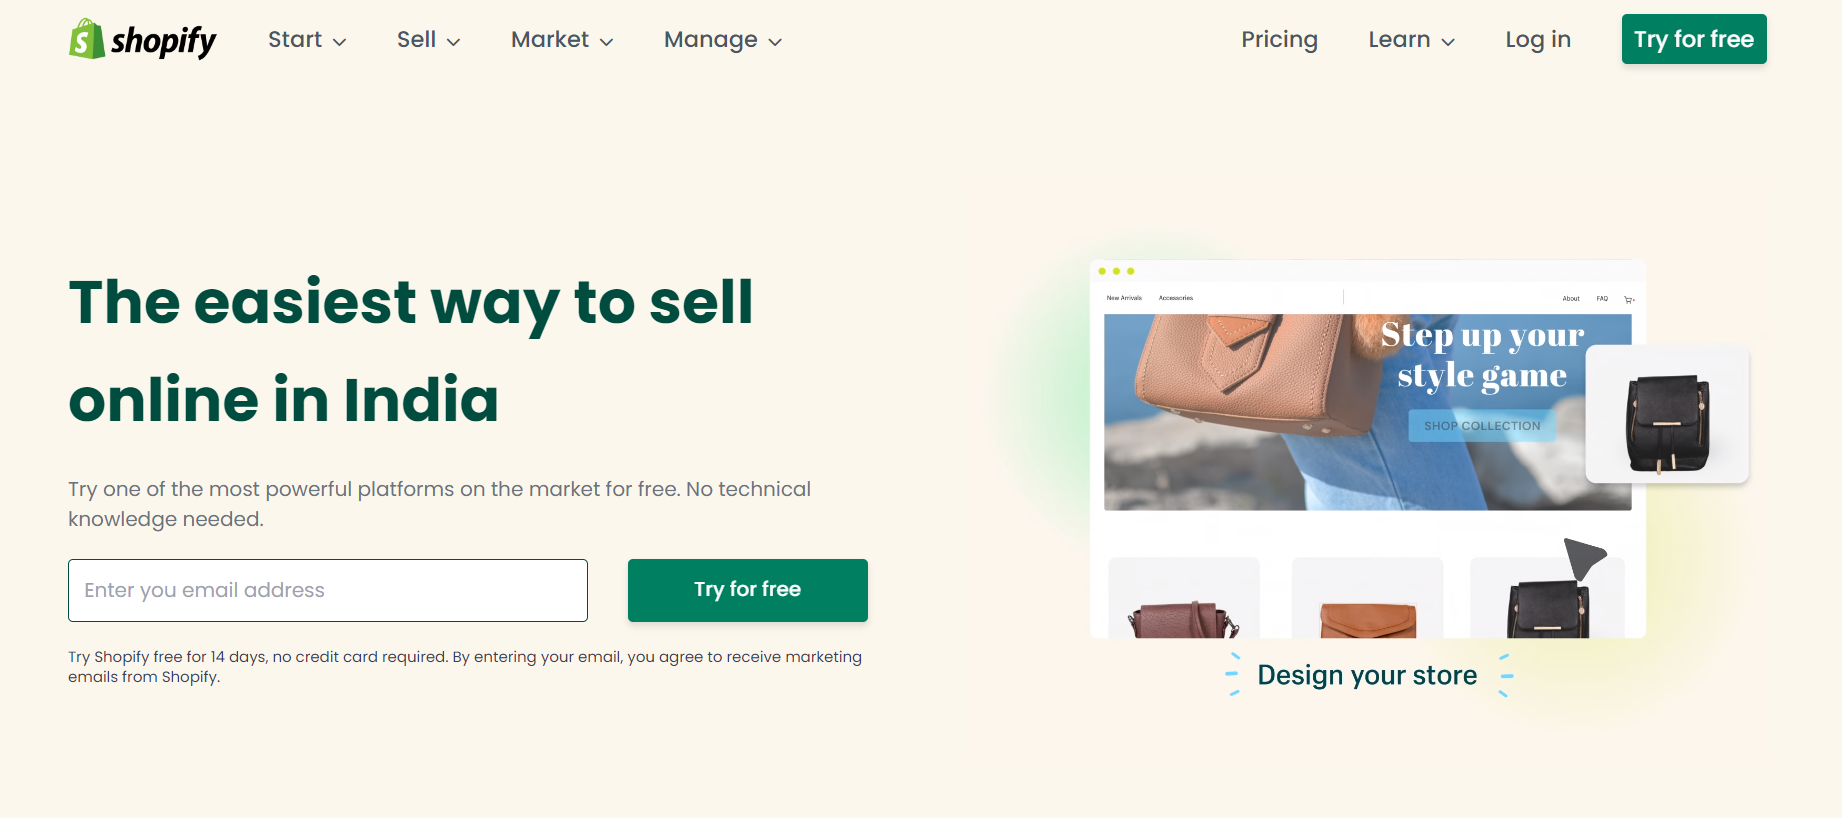 shopify Start Sell Market Manage Pricing Learn Log in Try for free
The easiest way to sell
online in India
Try one of the most powerful platforms on the market for free. No technical
knowledge needed.
Enter you email address
Try for free
Try Shopify free for 14 days, no credit card required. By entering your email, you agree to receive marketing
emails from Shopify.
New Arrivals Accessories About FAQ
Step up your
style game
SHOP COLLECTION
Design your store